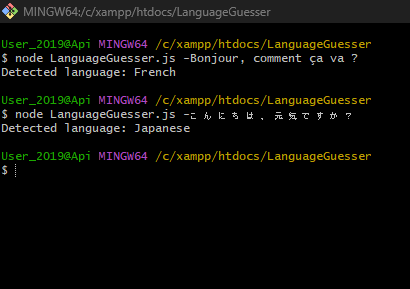 MINGW64:/c/xampp/htdocs/LanguageGuesser
User_2019@Api MINGW64 /c/xampp/htdocs/LanguageGuesser
$ node LanguageGuesser.js -Bonjour, comment ça va ?
Detected language: French
User_2019@Api MINGW64 /c/xampp/htdocs/LanguageGuesser
$ node LanguageGuesser.js -こんにちは、元気ですか？
Detected language: Japanese
User_2019@Api MINGW64 /c/xampp/htdocs/LanguageGuesser
$